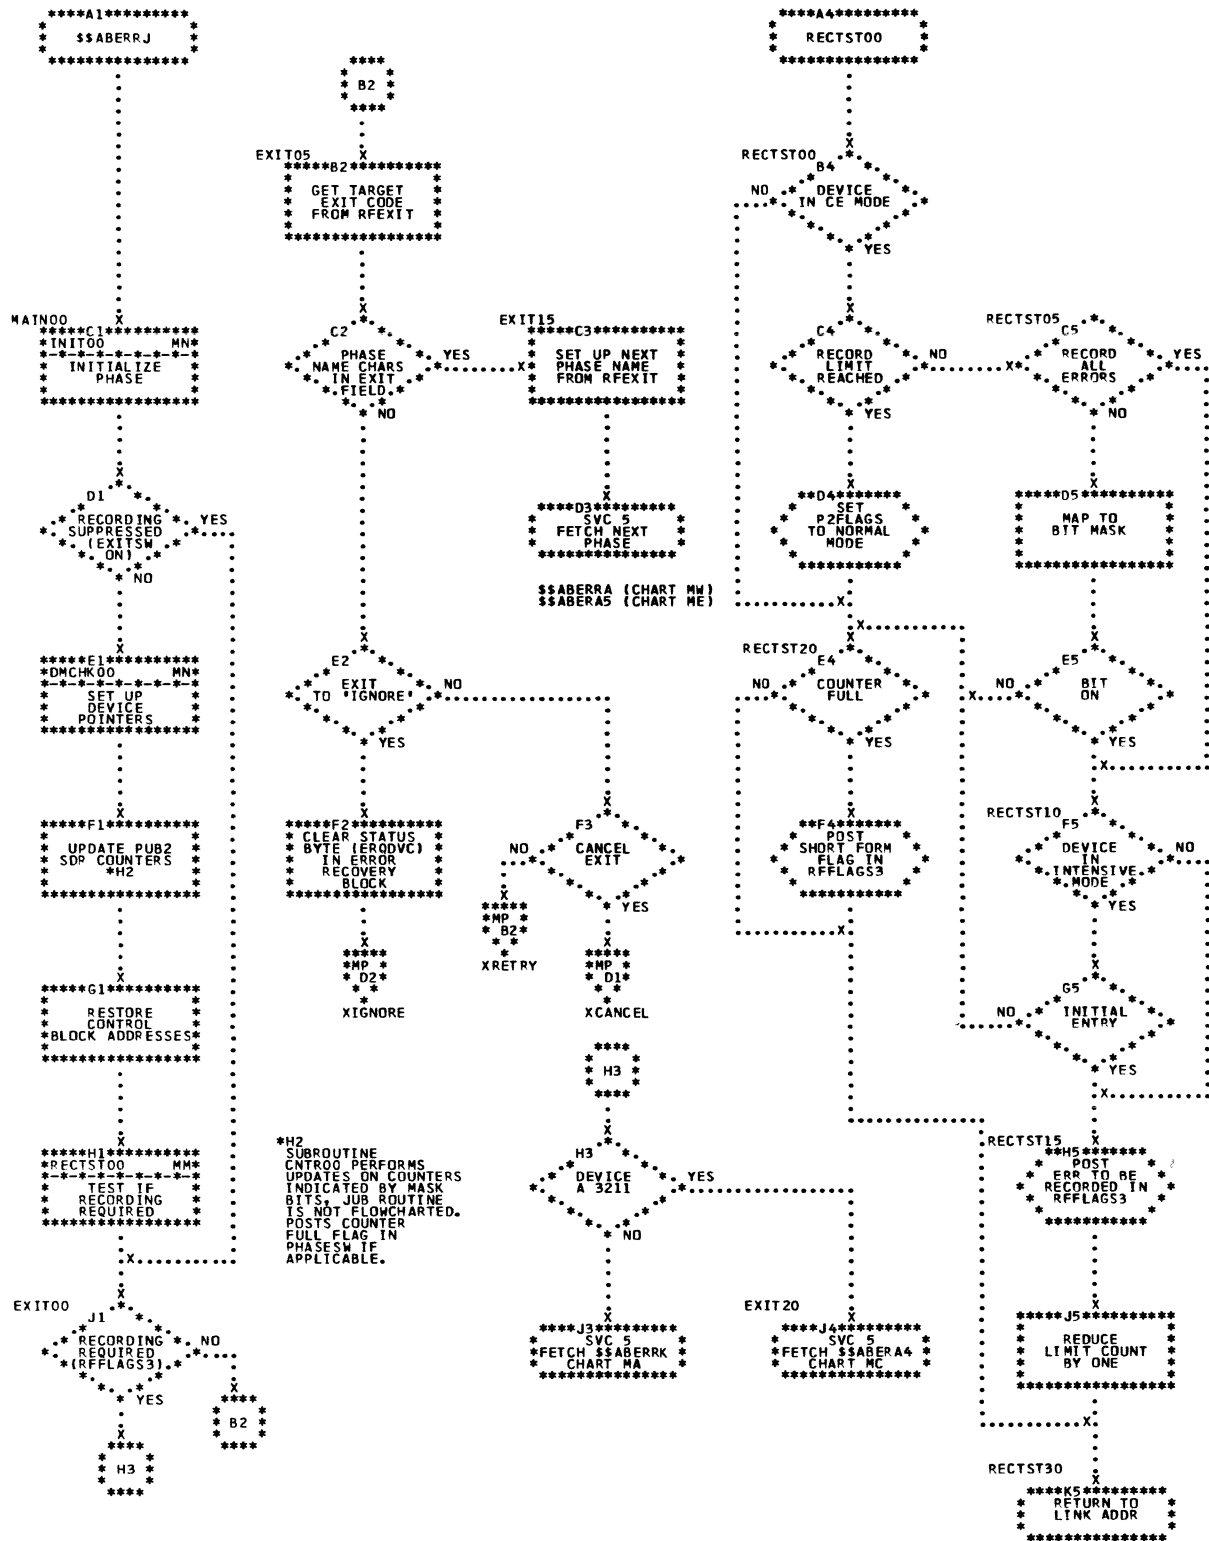 A1
$$ABERRJ
MAIN00
C1
INIT00 MN
INITIALIZE
PHASE
D1
RECORDING
SUPPRESSED
(EXITSW
ON)
YES
NO
E1
DMCHK00 MN
SET UP
DEVICE
POINTERS
F1
UPDATE PUB2
SDR COUNTERS
*H2
G1
RESTORE
CONTROL
BLOCK ADDRESSES
H1
RECTST00 MM
TEST IF
RECORDING
REQUIRED
EXIT00
J1
RECORDING
REQUIRED
(RFFLAGS3)
NO
YES
B2
H3
B2
EXIT05
B2
GET TARGET
EXIT CODE
FROM RFEXIT
C2
PHASE
NAME CHARS
IN EXIT
FIELD
YES
NO
EXIT15
C3
SET UP NEXT
PHASE NAME
FROM RFEXIT
D3
SVC 5
FETCH NEXT
PHASE
$$ABERRA (CHART MW)
$$ABERA5 (CHART ME)
E2
EXIT
TO 'IGNORE'
NO
YES
F2
CLEAR STATUS
BYTE (ERQDVC)
IN ERROR
RECOVERY
BLOCK
MP
D2
XIGNORE
F3
CANCEL
EXIT
NO
YES
MP
B2
XRETRY
MP
D1
XCANCEL
*H2
SUBROUTINE
CNTR00 PERFORMS
UPDATES ON COUNTERS
INDICATED BY MASK
BITS, JUB ROUTINE
IS NOT FLOWCHARTED.
POSTS COUNTER
FULL FLAG IN
PHASESW IF
APPLICABLE.
H3
H3
DEVICE
A 3211
YES
NO
J3
SVC 5
FETCH $$ABERRK
CHART MA
EXIT20
J4
SVC 5
FETCH $$ABERA4
CHART MC
A4
RECTST00
RECTST00
B4
DEVICE
IN CE MODE
NO
YES
C4
RECORD
LIMIT
REACHED
NO
YES
D4
SET
P2FLAGS
TO NORMAL
MODE
RECTST20
E4
COUNTER
FULL
NO
YES
F4
POST
SHORT FORM
FLAG IN
RFFLAGS3
RECTST05
C5
RECORD
ALL
ERRORS
YES
NO
D5
MAP TO
BIT MASK
E5
BIT
ON
NO
YES
RECTST10
F5
DEVICE
IN
INTENSIVE
MODE
NO
YES
G5
INITIAL
ENTRY
NO
YES
RECTST15
H5
POST
ERR TO BE
RECORDED IN
RFFLAGS3
J5
REDUCE
LIMIT COUNT
BY ONE
RECTST30
K5
RETURN TO
LINK ADDR